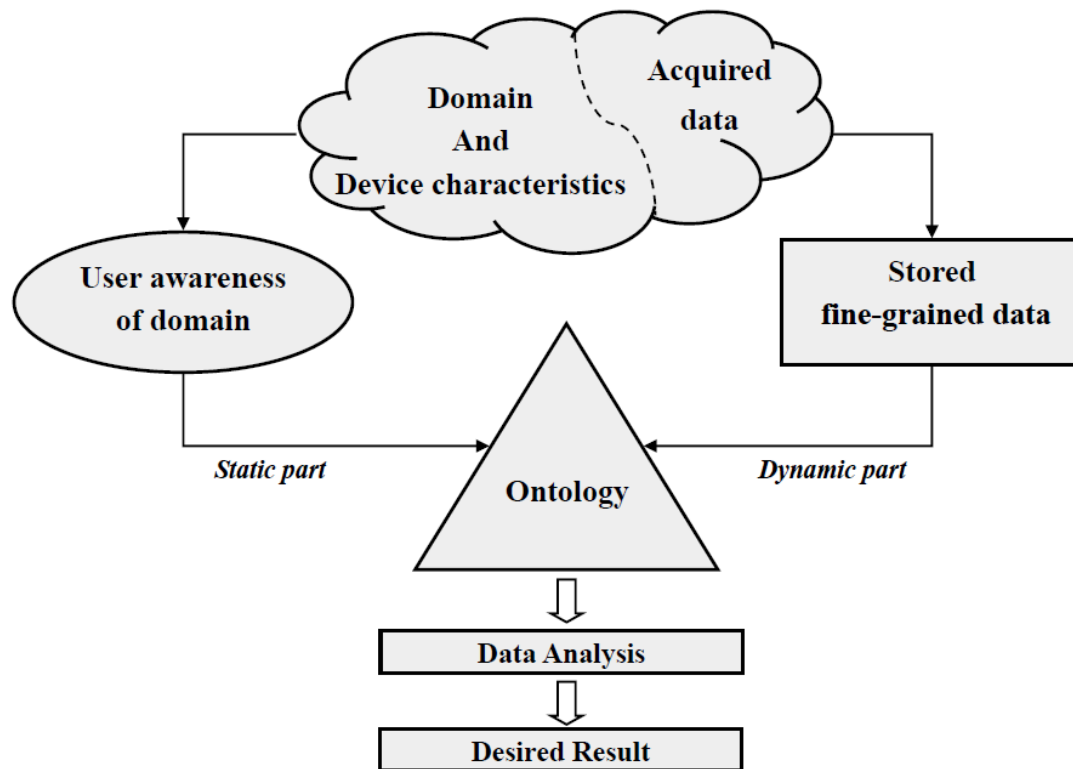 Domain
And
Device characteristics
Acquired
data
User awareness
of domain
Stored
fine-grained data
Static part
Dynamic part
Ontology
Data Analysis
Desired Result